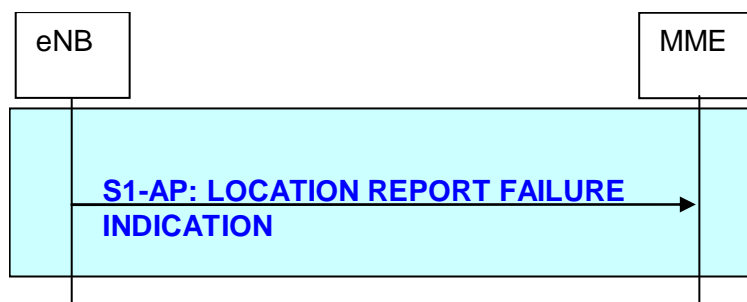 eNB
MME
S1-AP: LOCATION REPORT FAILURE
INDICATION